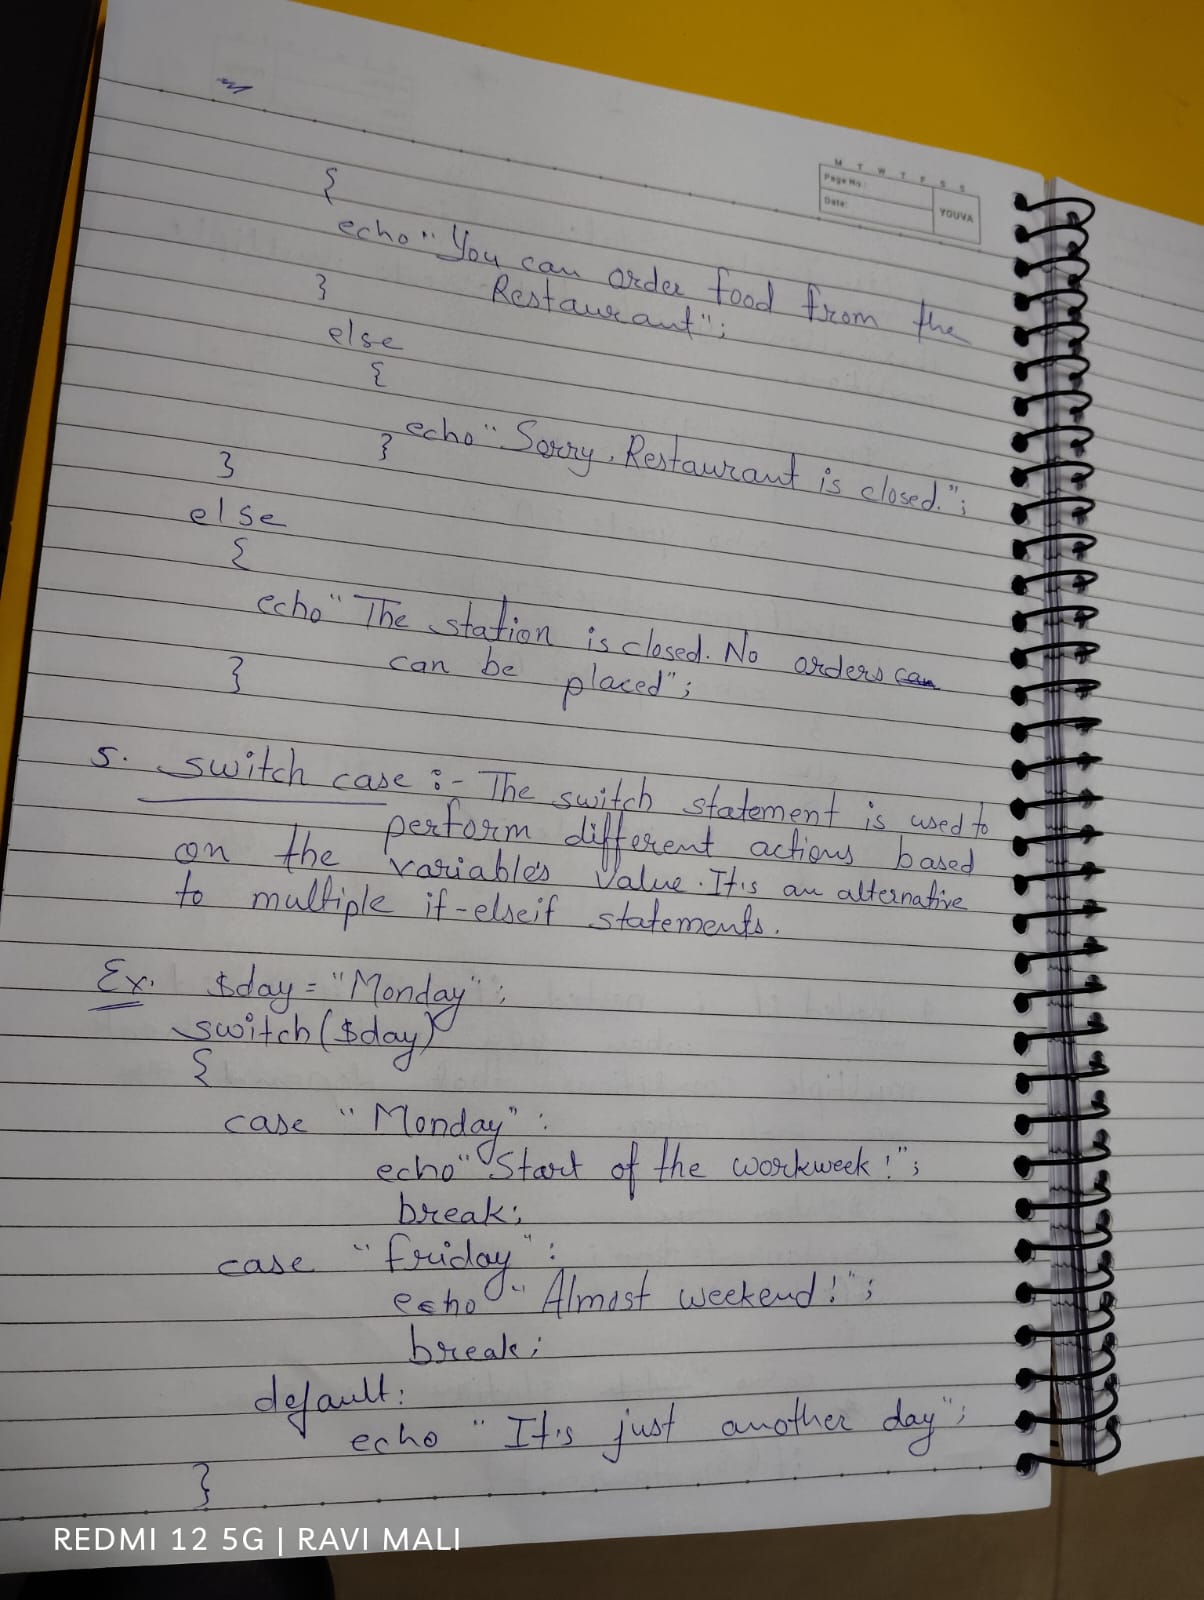 M T W T F S S
Page No:
Date:
YOUVA
{
echo "You can order food from the
Restaurant";
}
else
{
echo "Sorry, Restaurant is closed.";
}
}
else
{
echo "The station is closed. No orders can
can be placed";
}
5. switch case :- The switch statement is used to
perform different actions based
on the variable's value. It's an alternative
to multiple if-elseif statements.
Ex. $day = "Monday";
switch($day)
{
case "Monday":
echo "Start of the workweek!";
break;
case "friday":
echo "Almost weekend!";
break;
default:
echo "It's just another day";
}
REDMI 12 5G | RAVI MALI